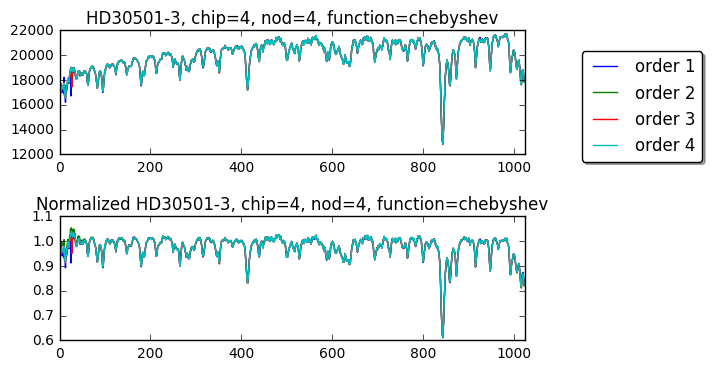 HD30501-3, chip=4, nod=4, function=chebyshev
22000
20000
18000
16000
14000
12000
0 200 400 600 800 1000
order 1
order 2
order 3
order 4
Normalized HD30501-3, chip=4, nod=4, function=chebyshev
1.1
1.0
0.9
0.8
0.7
0.6
0 200 400 600 800 1000